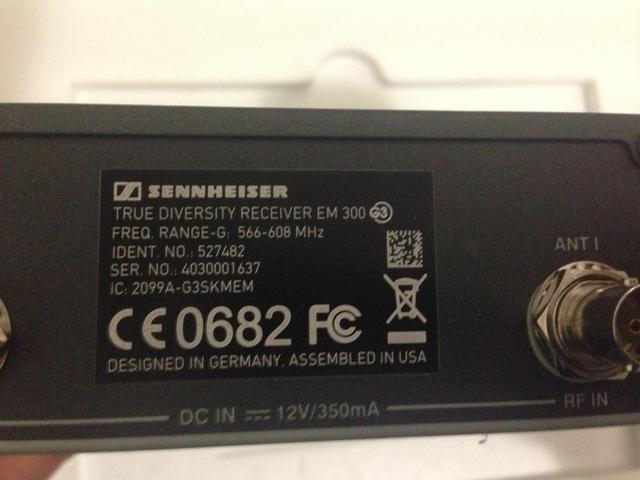 SENNHEISER
TRUE DIVERSITY RECEIVER EM 300 G3
FREQ. RANGE-G: 566-608 MHz
IDENT. NO.: 527482
SER. NO.: 4030001637
IC: 2099A-G3SKMEM
CE 0682 FC
DESIGNED IN GERMANY, ASSEMBLED IN USA
ANT I
RF IN
DC IN 12V/350mA